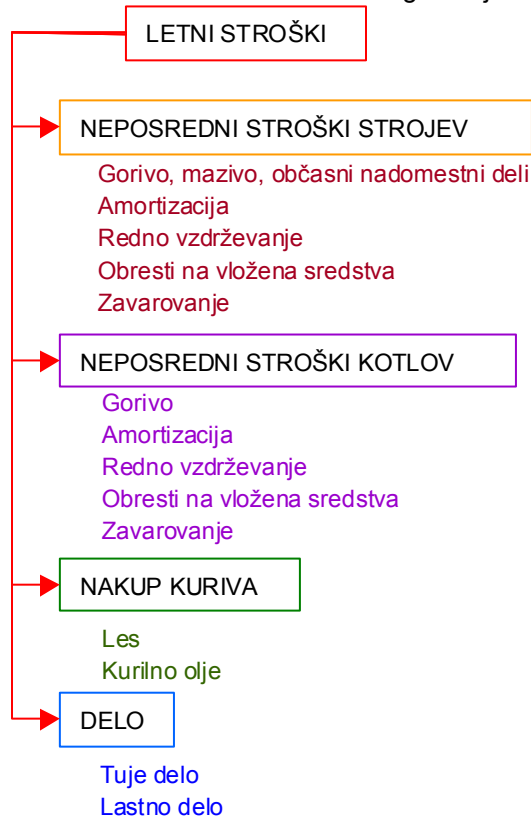 LETNI STROŠKI
NEPOSREDNI STROŠKI STROJEV
Gorivo, mazivo, občasni nadomestni deli
Amortizacija
Redno vzdrževanje
Obresti na vložena sredstva
Zavarovanje
NEPOSREDNI STROŠKI KOTLOV
Gorivo
Amortizacija
Redno vzdrževanje
Obresti na vložena sredstva
Zavarovanje
NAKUP KURIVA
Les
Kurilno olje
DELO
Tuje delo
Lastno delo